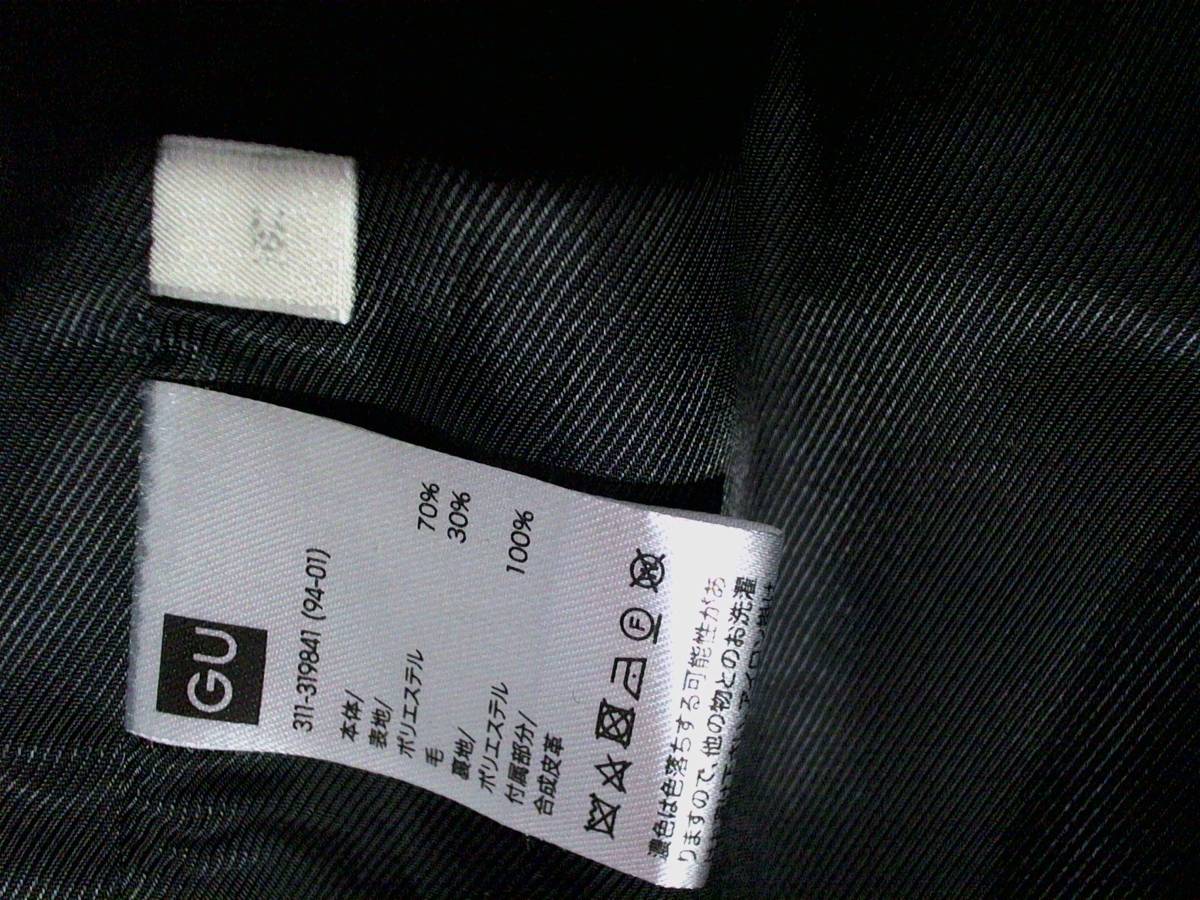 GU
311-319841 (94-01)
本体/
表地/
ポリエステル 70%
毛 30%
裏地/
ポリエステル 100%
付属部分/
合成皮革
F
濃色は色落ちする可能性があ
りますので、他の物とのお洗濯